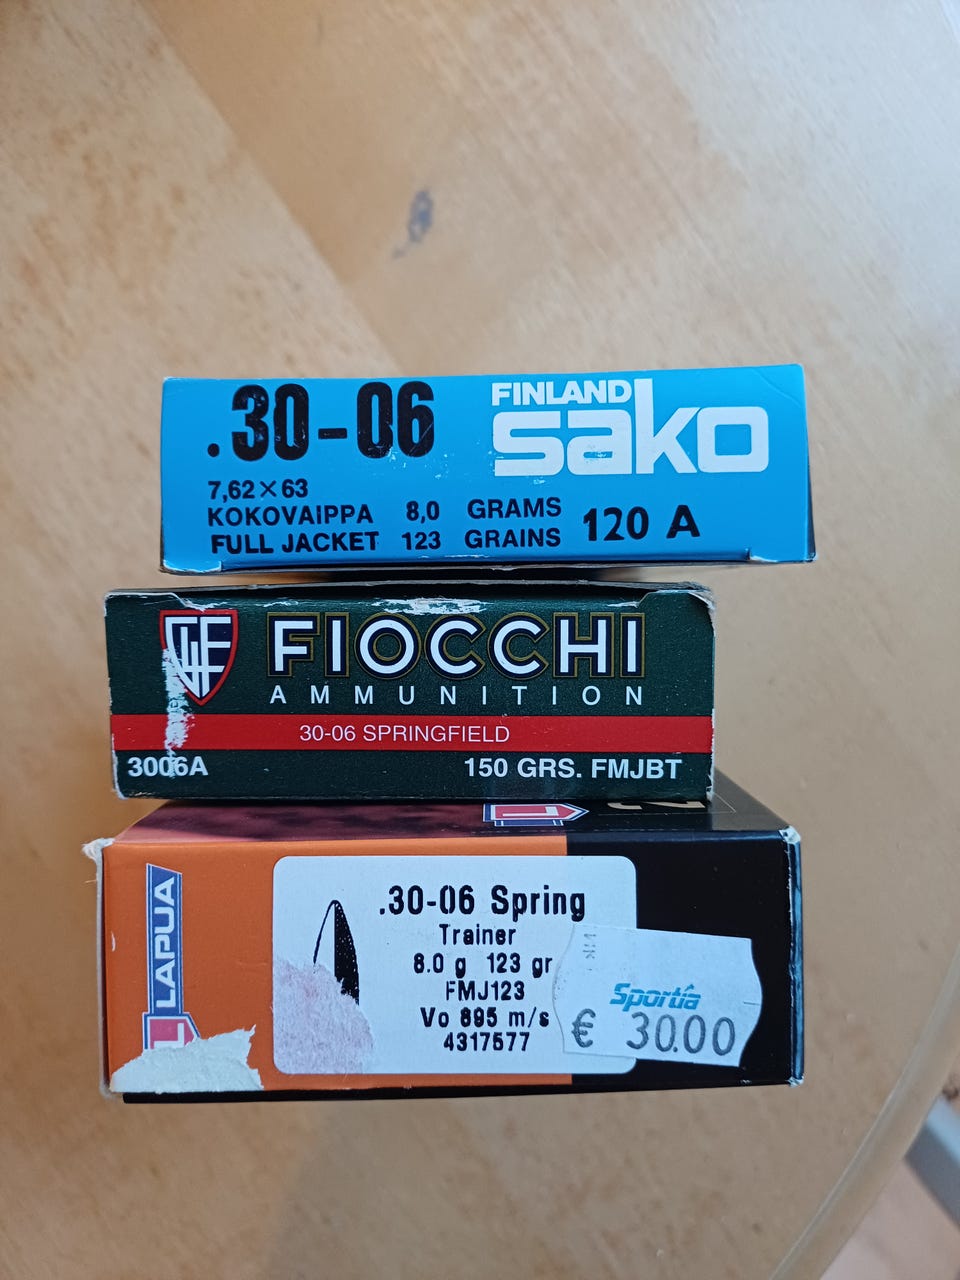 .30-06
FINLAND
sako
7,62×63
KOKOVAIPPA 8,0 GRAMS
FULL JACKET 123 GRAINS
120 A
FIOCCHI
AMMUNITION
30-06 SPRINGFIELD
3006A
150 GRS. FMJBT
LAPUA
.30-06 Spring
Trainer
8.0 g 123 gr
FMJ123
Vo 895 m/s
4317577
Sportia
€ 30.00